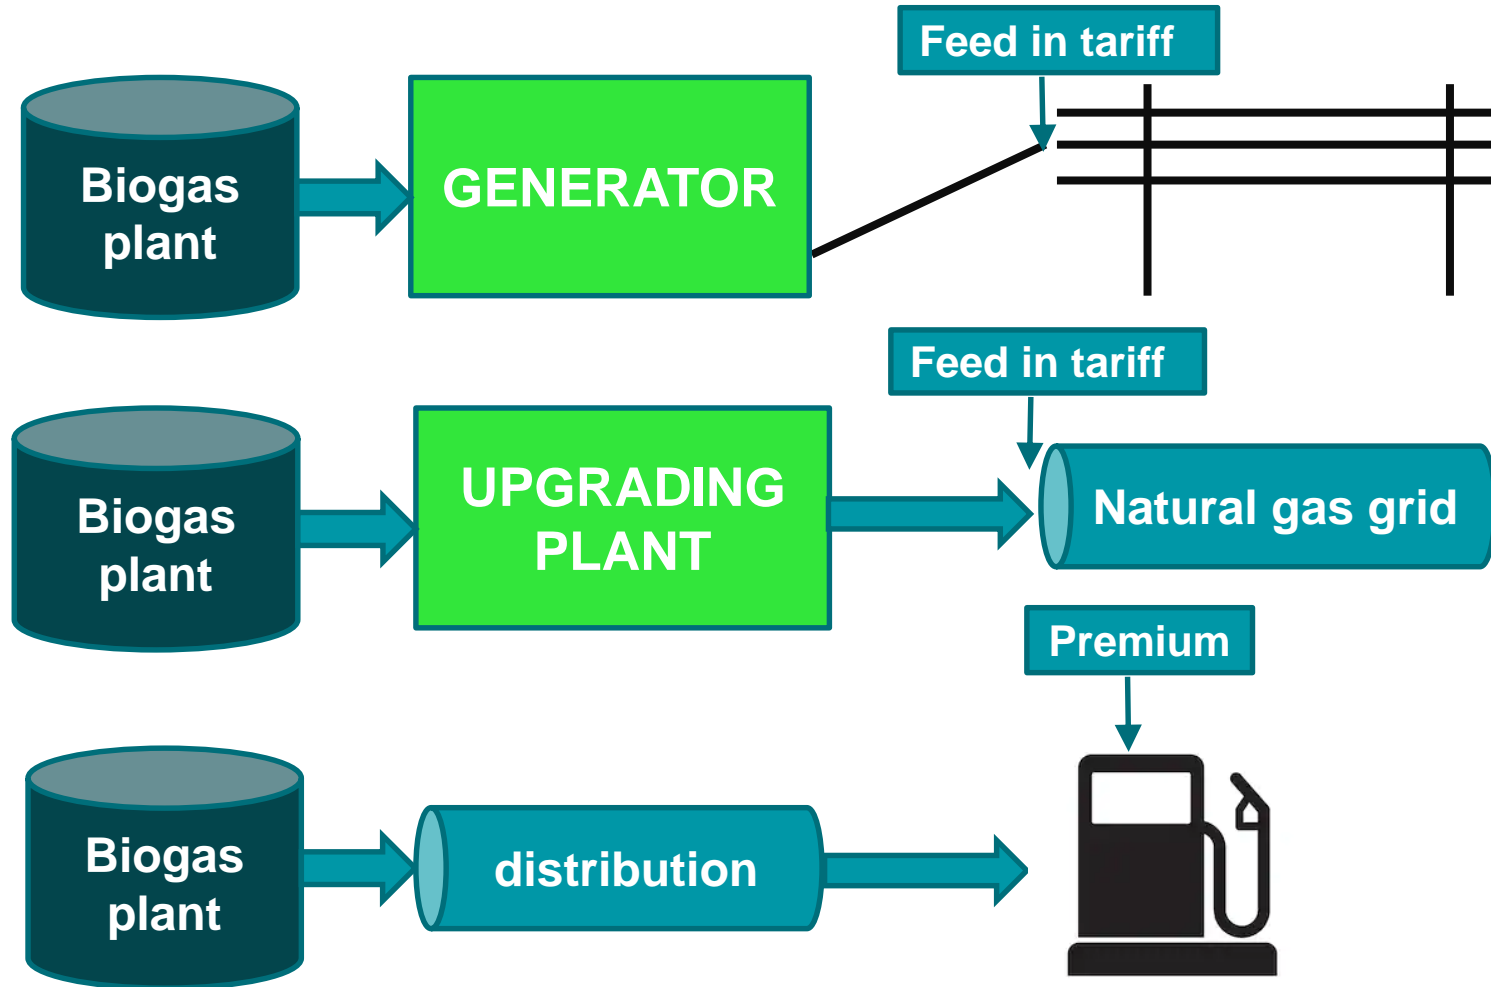 Feed in tariff
Biogas
plant
GENERATOR
Feed in tariff
Biogas
plant
UPGRADING
PLANT
Natural gas grid
Premium
Biogas
plant
distribution